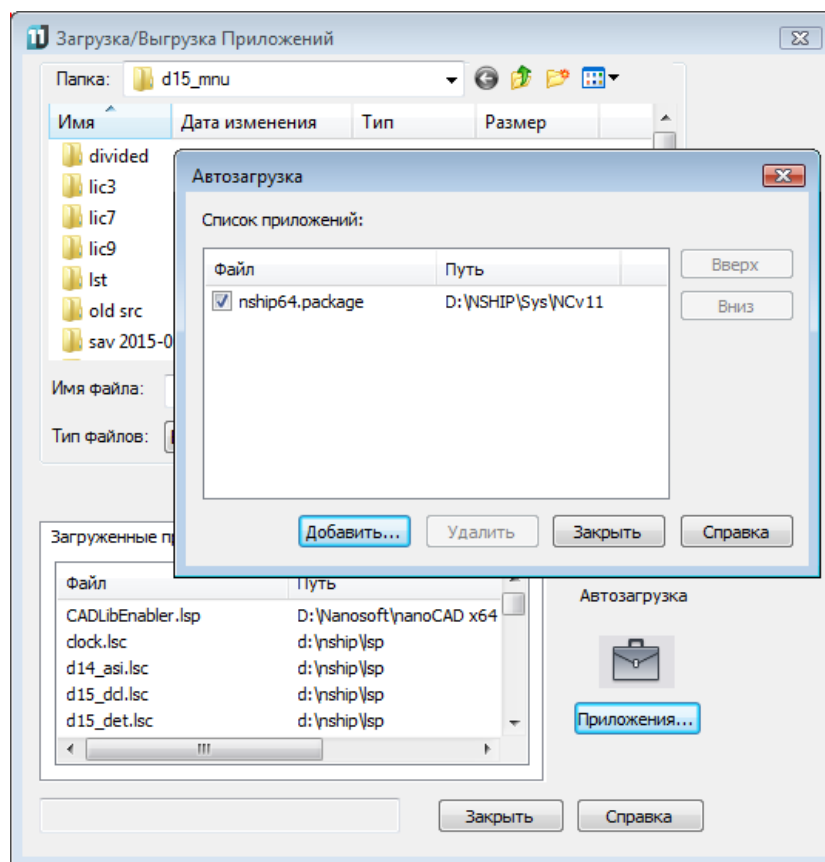 Загрузка/Выгрузка Приложений
Папка: d15_mnu
Имя Дата изменения Тип Размер
divided
lic3
lic7
lic9
lst
old src
sav 2015-0
Имя файла:
Тип файлов:
Автозагрузка
Список приложений:
Файл Путь
nship64.package D:\NSHIP\Sys\NCv11
Вверх
Вниз
Добавить... Удалить Закрыть Справка
Загруженные п
Файл Путь
CADLibEnabler.lsp D:\Nanosoft\nanoCAD x64
clock.lsc d:\nship\lsp
d14_asi.lsc d:\nship\lsp
d15_dcl.lsc d:\nship\lsp
d15_det.lsc d:\nship\lsp
Автозагрузка
Приложения...
Закрыть Справка